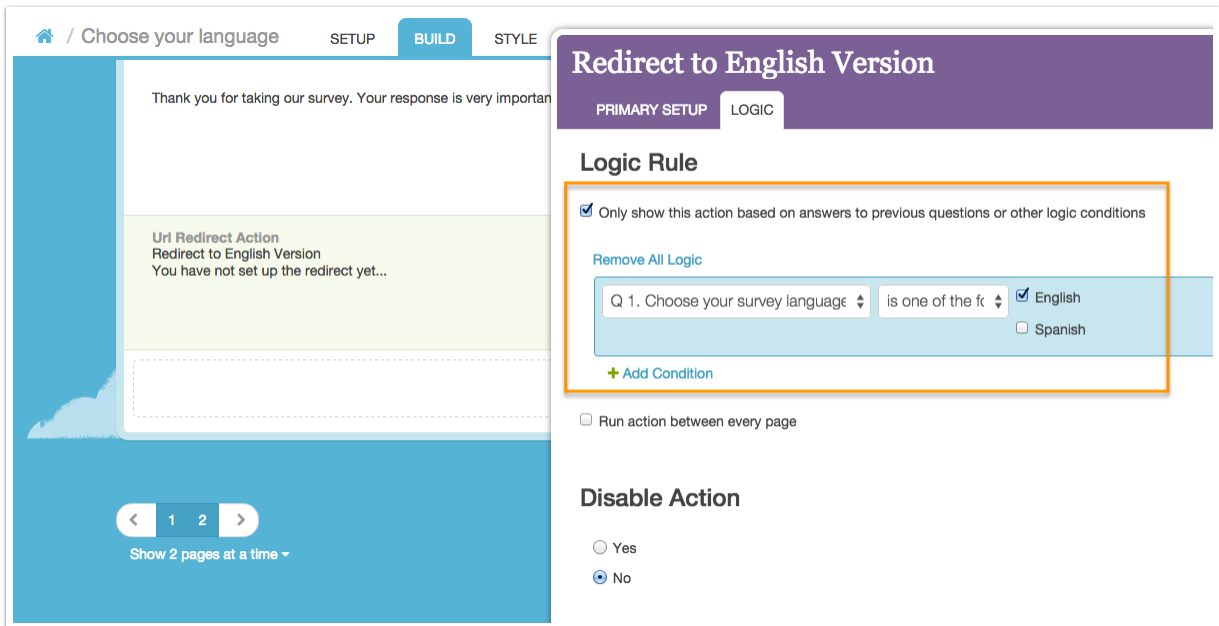 / Choose your language
SETUP
BUILD
STYLE
Thank you for taking our survey. Your response is very importan
Url Redirect Action
Redirect to English Version
You have not set up the redirect yet...
1 2
Show 2 pages at a time
Redirect to English Version
PRIMARY SETUP
LOGIC
Logic Rule
Only show this action based on answers to previous questions or other logic conditions
Remove All Logic
Q 1. Choose your survey language
is one of the fo
English
Spanish
+ Add Condition
Run action between every page
Disable Action
Yes
No